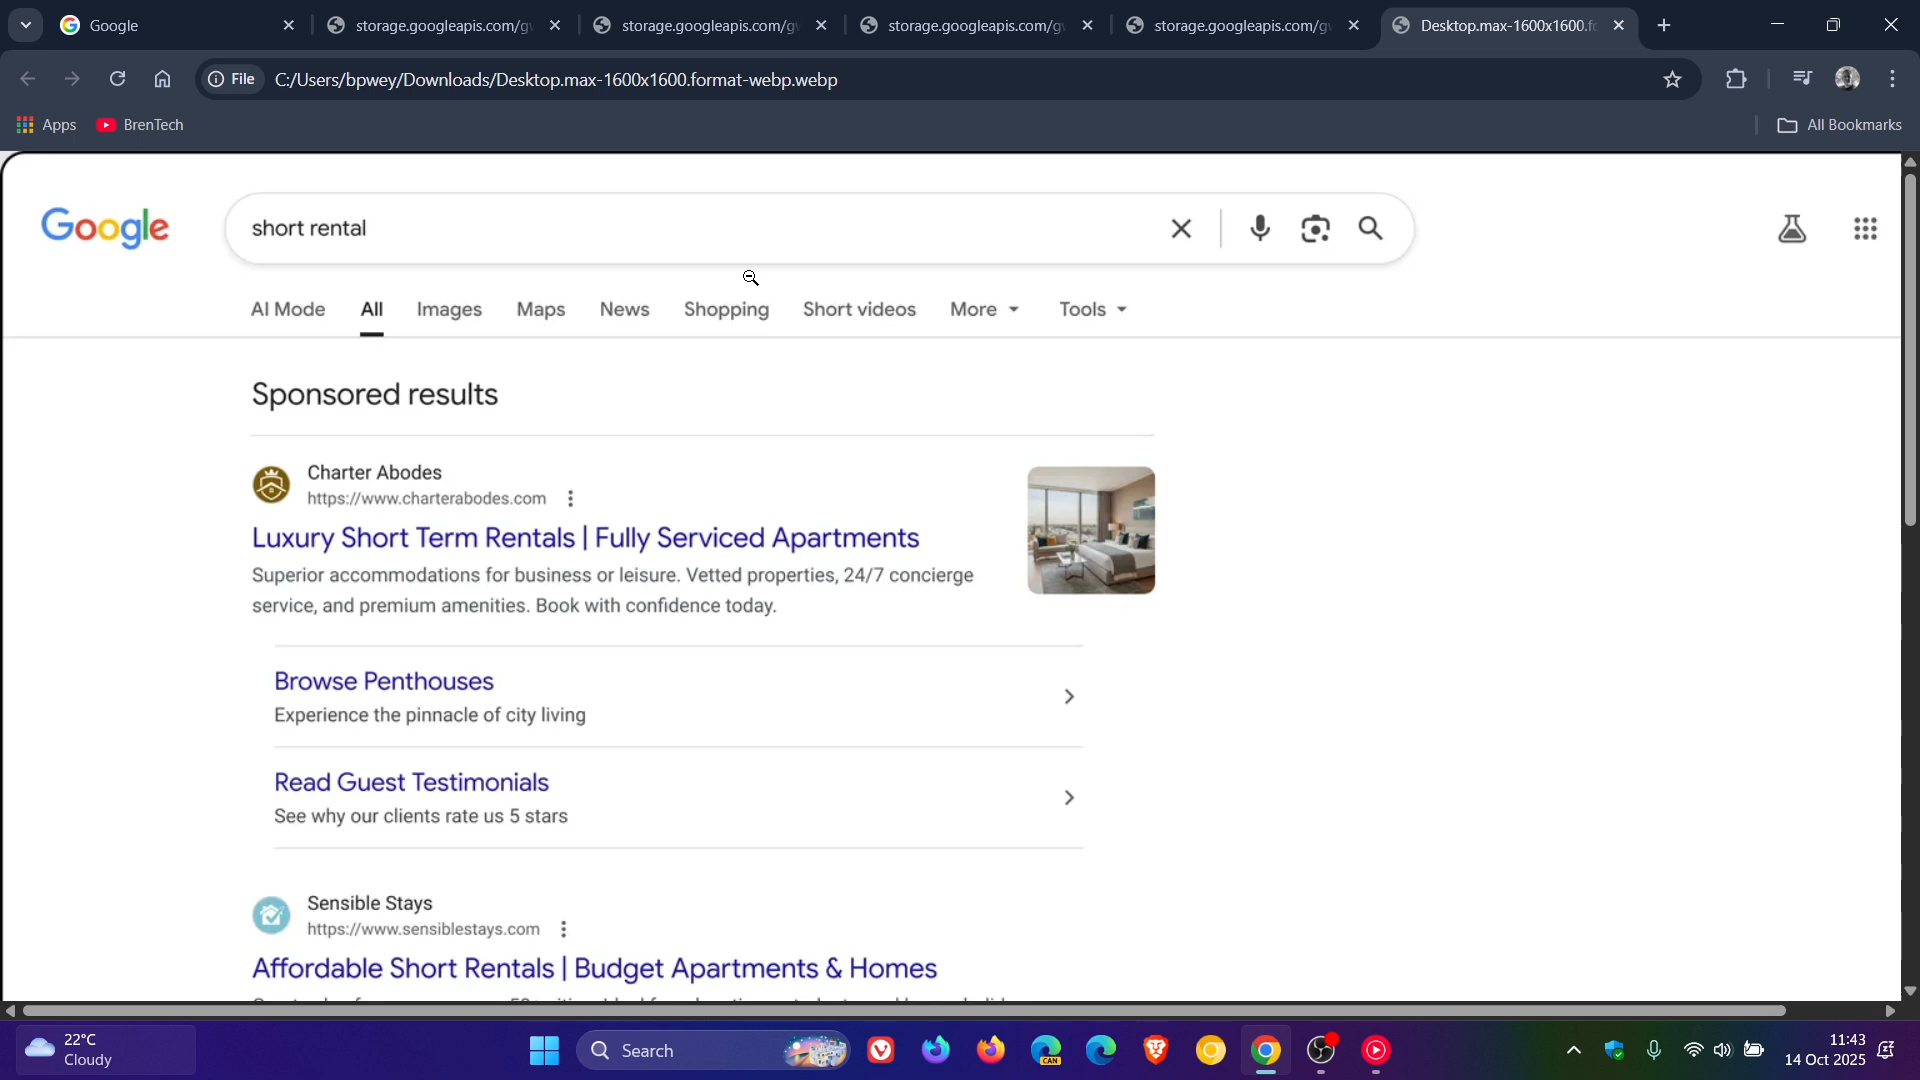 Google
storage.googleapis.com/gw
storage.googleapis.com/gw
storage.googleapis.com/g
storage.googleapis.com/gw
Desktop.max-1600x1600.fo
File
C:/Users/bpwey/Downloads/Desktop.max-1600x1600.format-webp.webp
Apps
BrenTech
All Bookmarks
Google
short rental
AI Mode
All
Images
Maps
News
Shopping
Short videos
More
Tools
Sponsored results
Charter Abodes
https://www.charterabodes.com
Luxury Short Term Rentals | Fully Serviced Apartments
Superior accommodations for business or leisure. Vetted properties, 24/7 concierge
service, and premium amenities. Book with confidence today.
Browse Penthouses
Experience the pinnacle of city living
Read Guest Testimonials
See why our clients rate us 5 stars
Sensible Stays
https://www.sensiblestays.com
Affordable Short Rentals | Budget Apartments & Homes
22°C
Cloudy
Search
CAN
11:43
14 Oct 2025